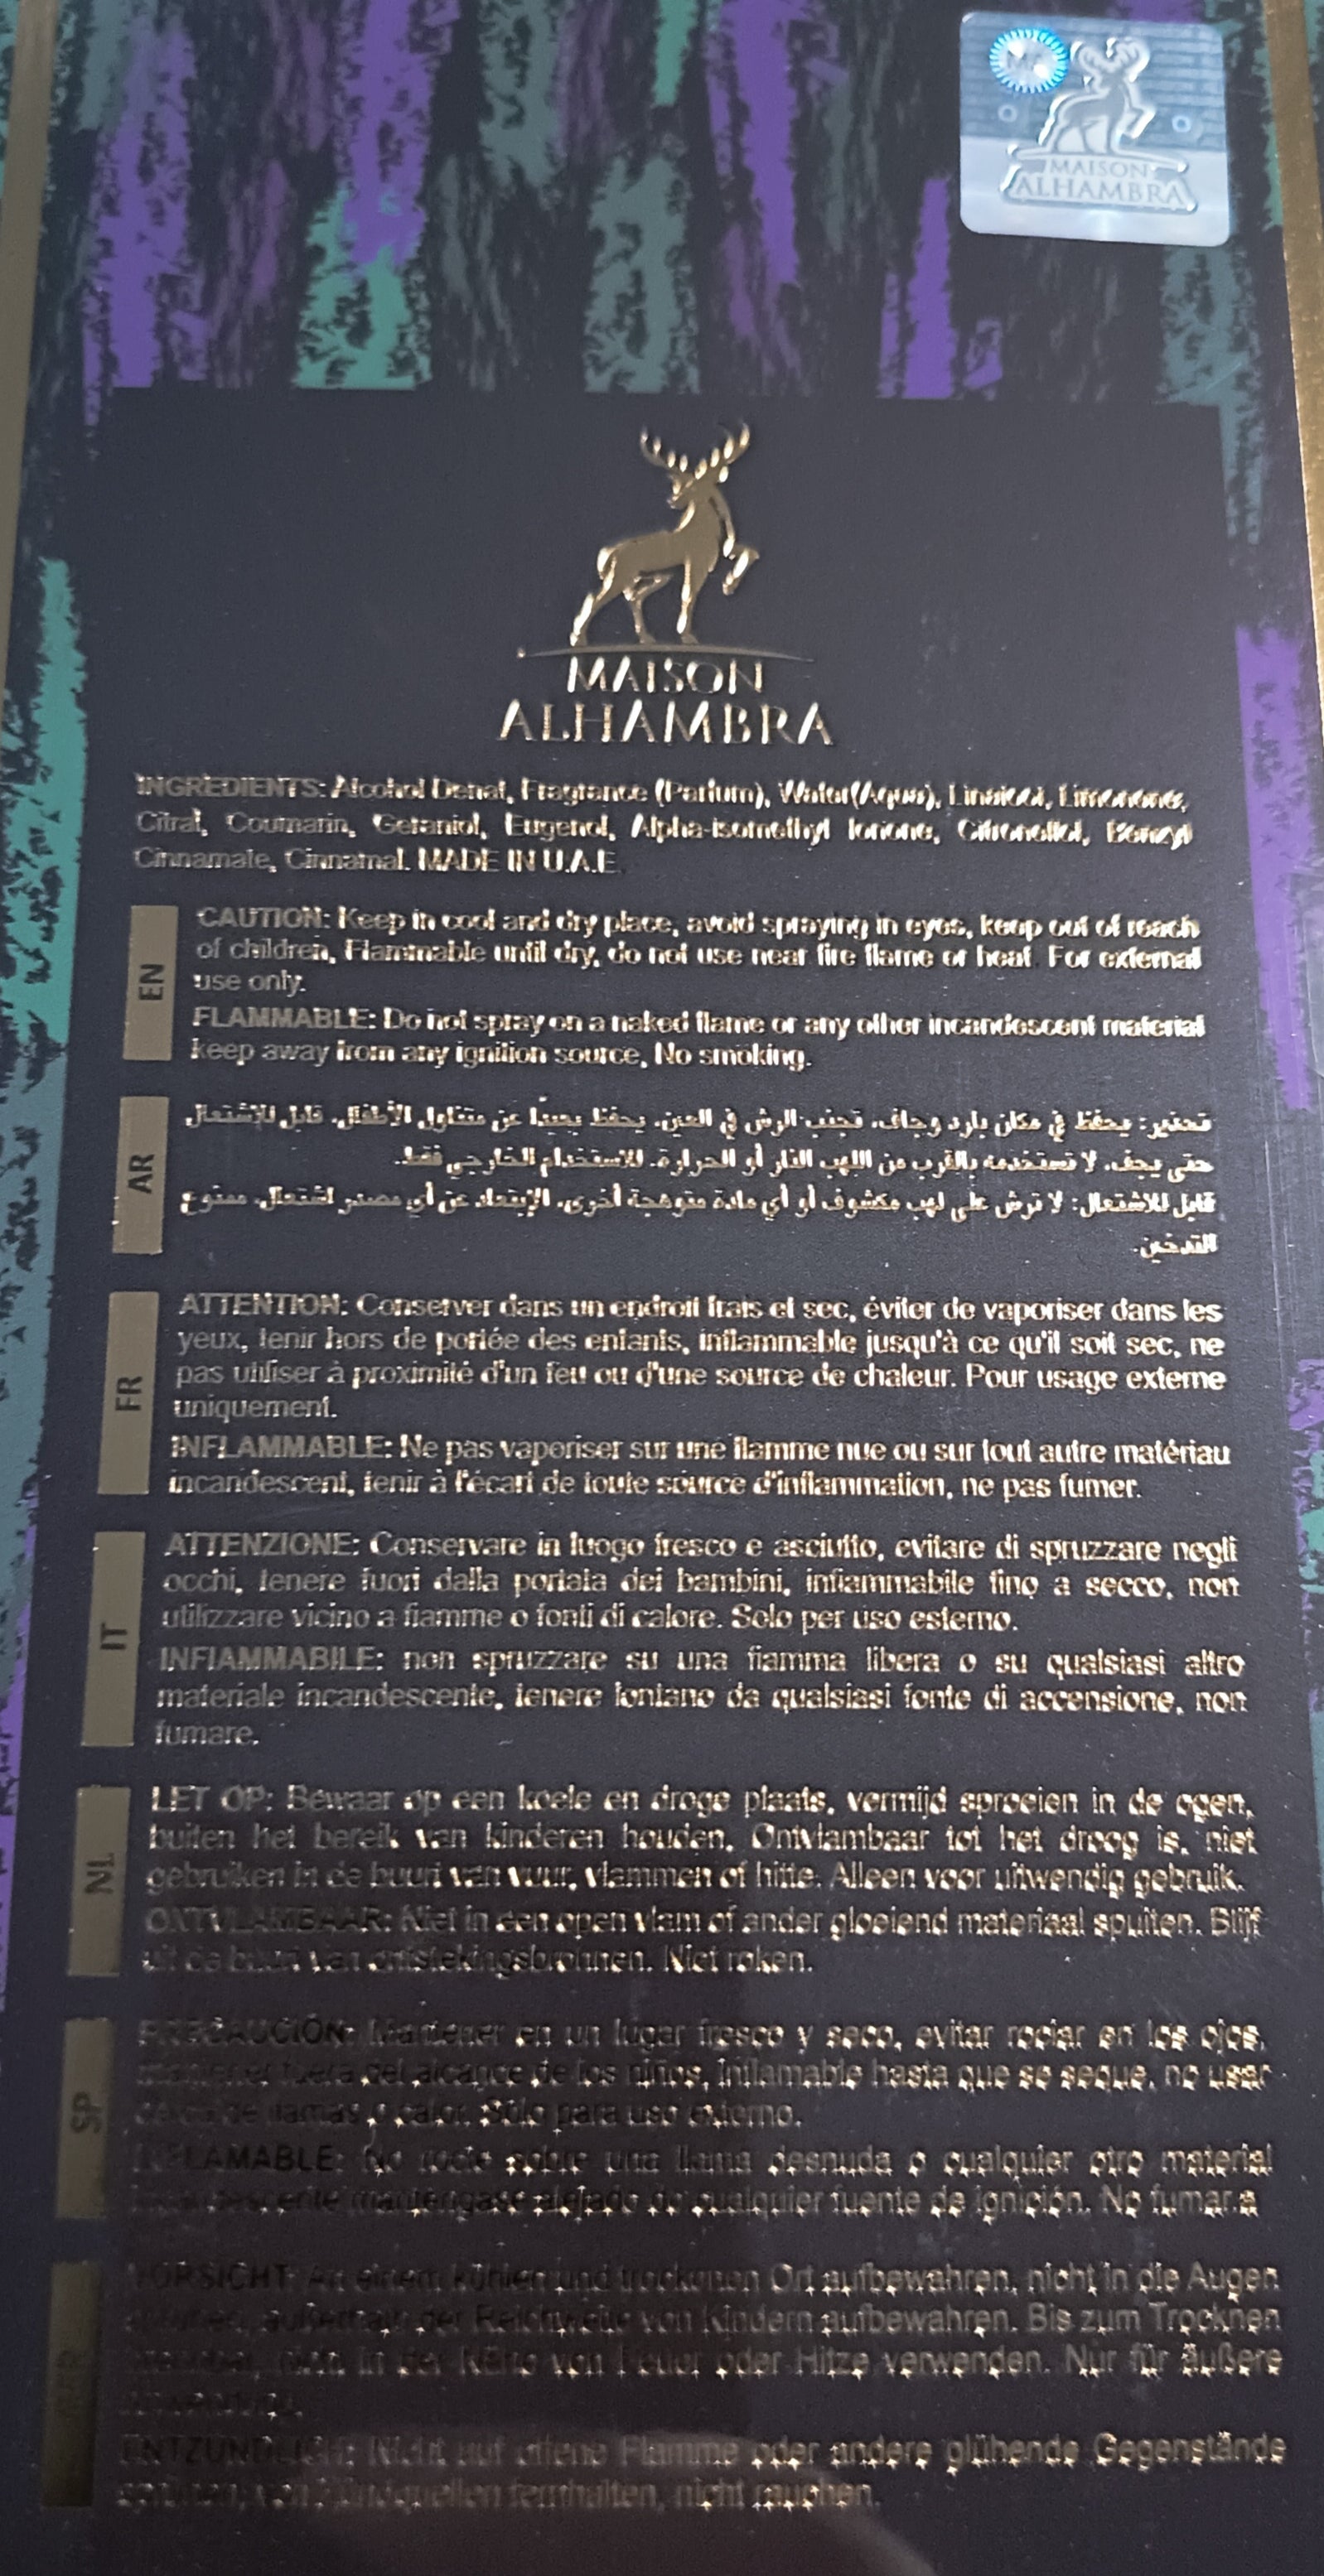 MAISON
ALHAMBRA
MAISON
ALHAMBRA
INGREDIENTS: Alcohol Denat, Fragrance (Parfum), Water(Aqua), Linalool, Limonene,
Citral, Coumarin, Geraniol, Eugenol, Alpha-isomethyl Ionone, Citronellol, Benzyl
Cinnamate, Cinnamal. MADE IN U.A.E.
EN
CAUTION: Keep in cool and dry place, avoid spraying in eyes, keep out of reach
of children, Flammable until dry, do not use near fire flame or heat. For external
use only.
FLAMMABLE: Do not spray on a naked flame or any other incandescent material
keep away from any ignition source, No smoking.
AR
تحذير: يحفظ في مكان بارد وجاف، تجنب الرش في العين، يحفظ بعيداً عن متناول الأطفال، قابل للاشتعال
حتى يجف، لا تستخدمه بالقرب من اللهب النار أو الحرارة. للاستخدام الخارجي فقط.
قابل للاشتعال: لا ترش على لهب مكشوف أو أي مادة متوهجة أخرى، الإبتعاد عن أي مصدر اشتعال، ممنوع
التدخين.
FR
ATTENTION: Conserver dans un endroit frais et sec, éviter de vaporiser dans les
yeux, tenir hors de portée des enfants, inflammable jusqu'à ce qu'il soit sec, ne
pas utiliser à proximité d'un feu ou d'une source de chaleur. Pour usage externe
uniquement.
INFLAMMABLE: Ne pas vaporiser sur une flamme nue ou sur tout autre matériau
incandescent, tenir à l'écart de toute source d'inflammation, ne pas fumer.
IT
ATTENZIONE: Conservare in luogo fresco e asciutto, evitare di spruzzare negli
occhi, tenere fuori dalla portata dei bambini, infiammabile fino a secco, non
utilizzare vicino a fiamme o fonti di calore. Solo per uso esterno.
INFIAMMABILE: non spruzzare su una fiamma libera o su qualsiasi altro
materiale incandescente, tenere lontano da qualsiasi fonte di accensione, non
fumare.
NL
LET OP: Bewaar op een koele en droge plaats, vermijd sproeien in de ogen,
buiten het bereik van kinderen houden, Ontvlambaar tot het droog is, niet
gebruiken in de buurt van vuur, vlammen of hitte. Alleen voor uitwendig gebruik.
ONTVLAMBAAR: Niet in een open vlam of ander gloeiend materiaal spuiten. Blijf
uit de buurt van ontstekingsbronnen. Niet roken.
SP
PRECAUCIÓN: Mantener en un lugar fresco y seco, evitar rociar en los ojos,
mantener fuera del alcance de los niños, Inflamable hasta que se seque, no usar
cerca de llamas o calor. Sólo para uso externo.
INFLAMABLE: No rocíe sobre una llama desnuda o cualquier otro material
incandescente manténgase alejado de cualquier fuente de ignición. No fumar.a
VORSICHT: An einem kühlen und trockenen Ort aufbewahren, nicht in die Augen
außerhalb der Reichweite von Kindern aufbewahren. Bis zum Trocknen
nicht in der Nähe von Feuer oder Hitze verwenden. Nur für äußere
ENTZÜNDLICH: Nicht auf offene Flamme oder andere glühende Gegenstände
sprühen, von Zündquellen fernhalten, nicht rauchen.